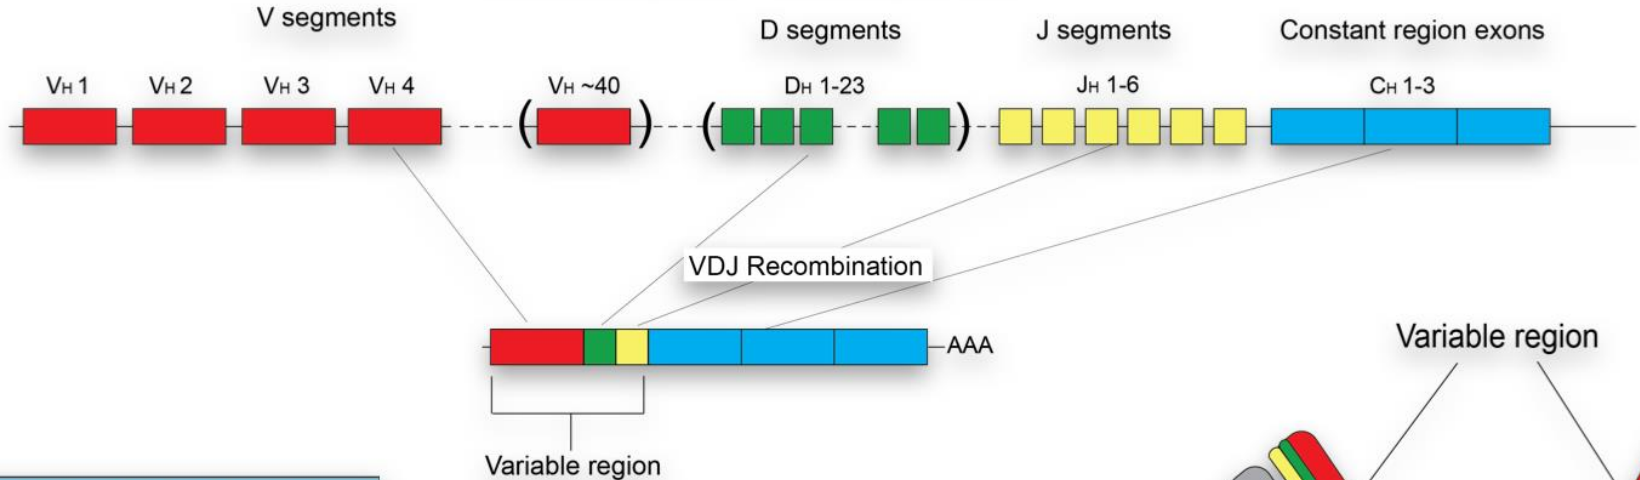 V segments
D segments
J segments
Constant region exons
VH 1
VH 2
VH 3
VH 4
( VH ~40 )
( DH 1-23 )
JH 1-6
CH 1-3
VDJ Recombination
AAA
Variable region
Variable region